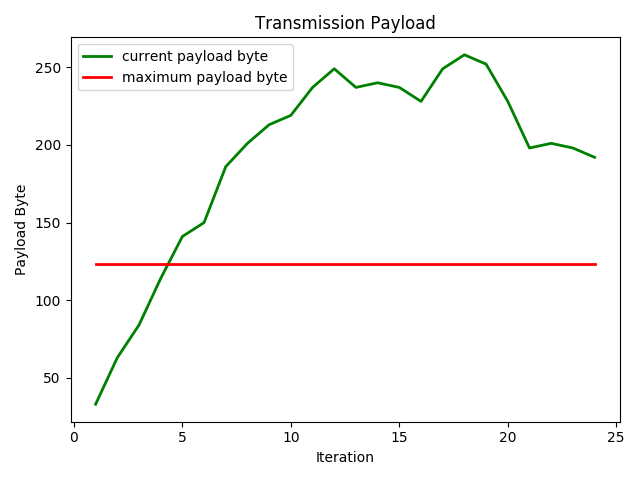 Transmission Payload
current payload byte
maximum payload byte
Payload Byte
250
200
150
100
50
0
5
10
15
20
25
Iteration